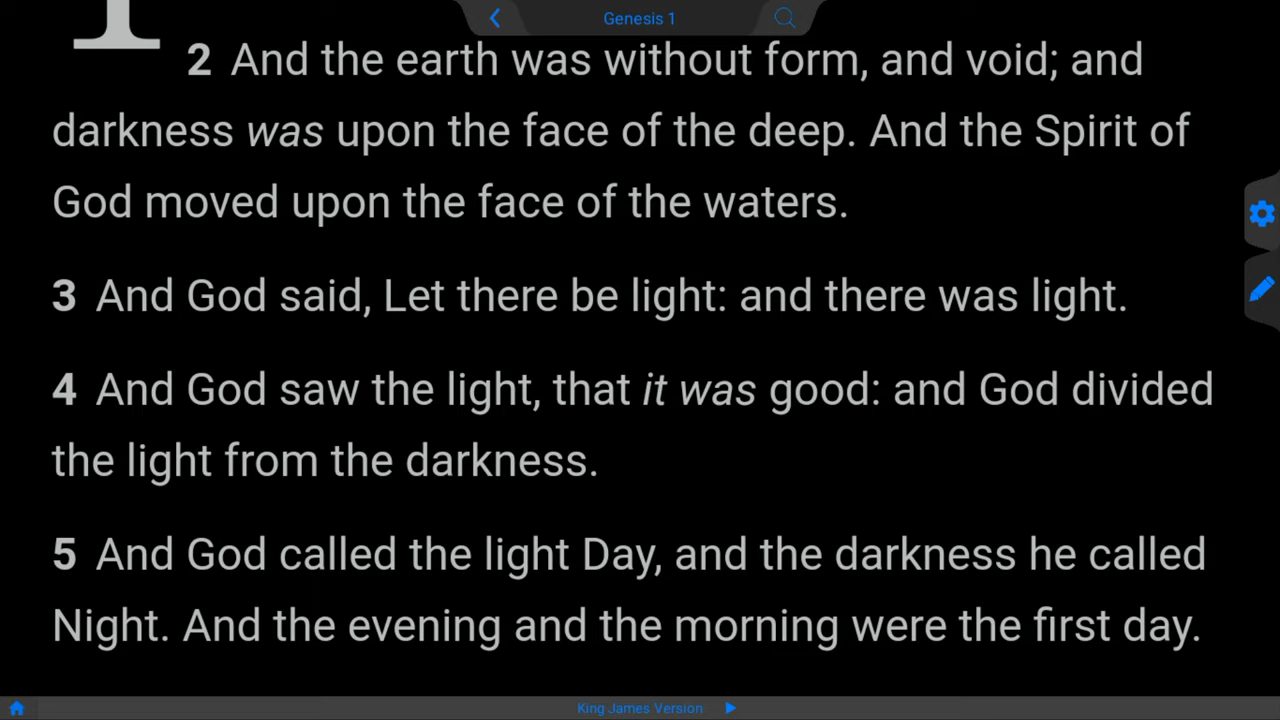 Genesis 1
2 And the earth was without form, and void; and
darkness was upon the face of the deep. And the Spirit of
God moved upon the face of the waters.
3 And God said, Let there be light: and there was light.
4 And God saw the light, that it was good: and God divided
the light from the darkness.
5 And God called the light Day, and the darkness he called
Night. And the evening and the morning were the first day.
King James Version